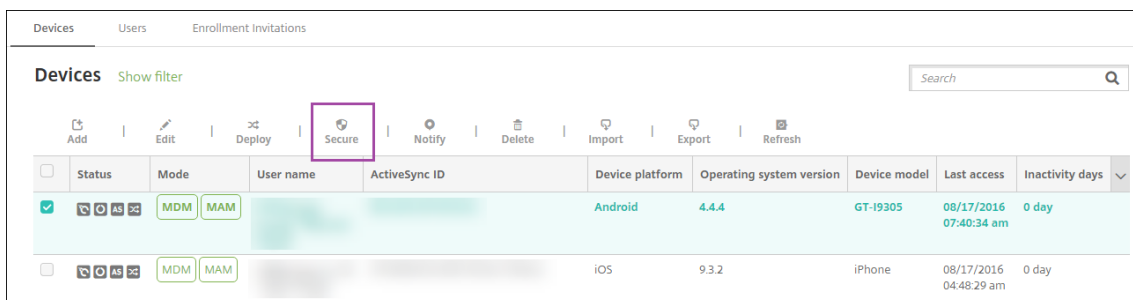 Devices Users Enrollment Invitations
Devices Show filter Search
Add | Edit | Deploy | Secure | Notify | Delete | Import | Export | Refresh
Status Mode User name ActiveSync ID Device platform Operating system version Device model Last access Inactivity days
AS MDM MAM Android 4.4.4 GT-I9305 08/17/2016 0 day
07:40:34 am
AS MDM MAM iOS 9.3.2 iPhone 08/17/2016 0 day
04:48:29 am